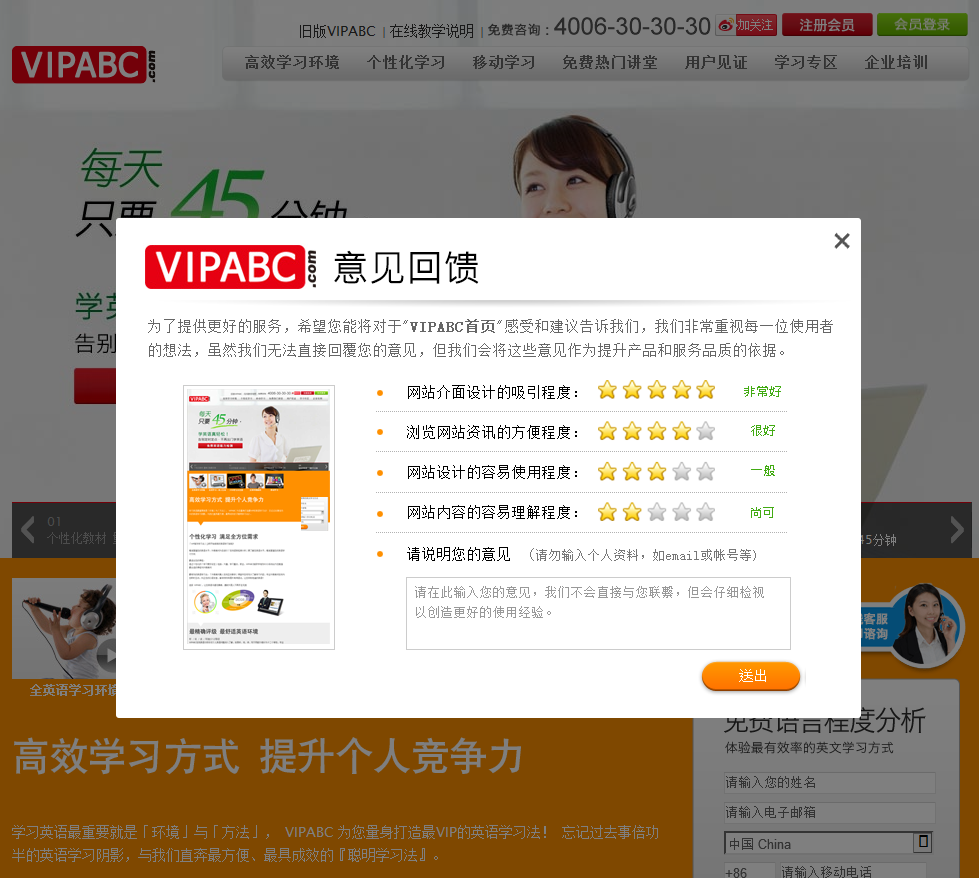 旧版VIPABC | 在线教学说明 | 免费咨询：4006-30-30-30 加关注 注册会员 会员登录
VIPABC.com
高效学习环境 个性化学习 移动学习 免费热门讲堂 用户见证 学习专区 企业培训
每天
只要 45 分钟
学英
告别
VIPABC.com 意见回馈
为了提供更好的服务，希望您能将对于"VIPABC首页"感受和建议告诉我们，我们非常重视每一位使用者
的想法，虽然我们无法直接回覆您的意见，但我们会将这些意见作为提升产品和服务品质的依据。
网站介面设计的吸引程度： 非常好
浏览网站资讯的方便程度： 很好
网站设计的容易使用程度： 一般
网站内容的容易理解程度： 尚可
请说明您的意见 （请勿输入个人资料，如email或帐号等）
请在此输入您的意见，我们不会直接与您联繫，但会仔细检视
以创造更好的使用经验。
送出
01
个性化教材
45分钟
客服
谘询
全英语学习环境
高效学习方式 提升个人竞争力
学习英语最重要就是「环境」与「方法」， VIPABC 为您量身打造最VIP的英语学习法！ 忘记过去事倍功
半的英语学习阴影，与我们直奔最方便、最具成效的『聪明学习法』。
免费语言程度分析
体验最有效率的英文学习方式
请输入您的姓名
请输入电子邮箱
中国 China
+86 请输入移动电话